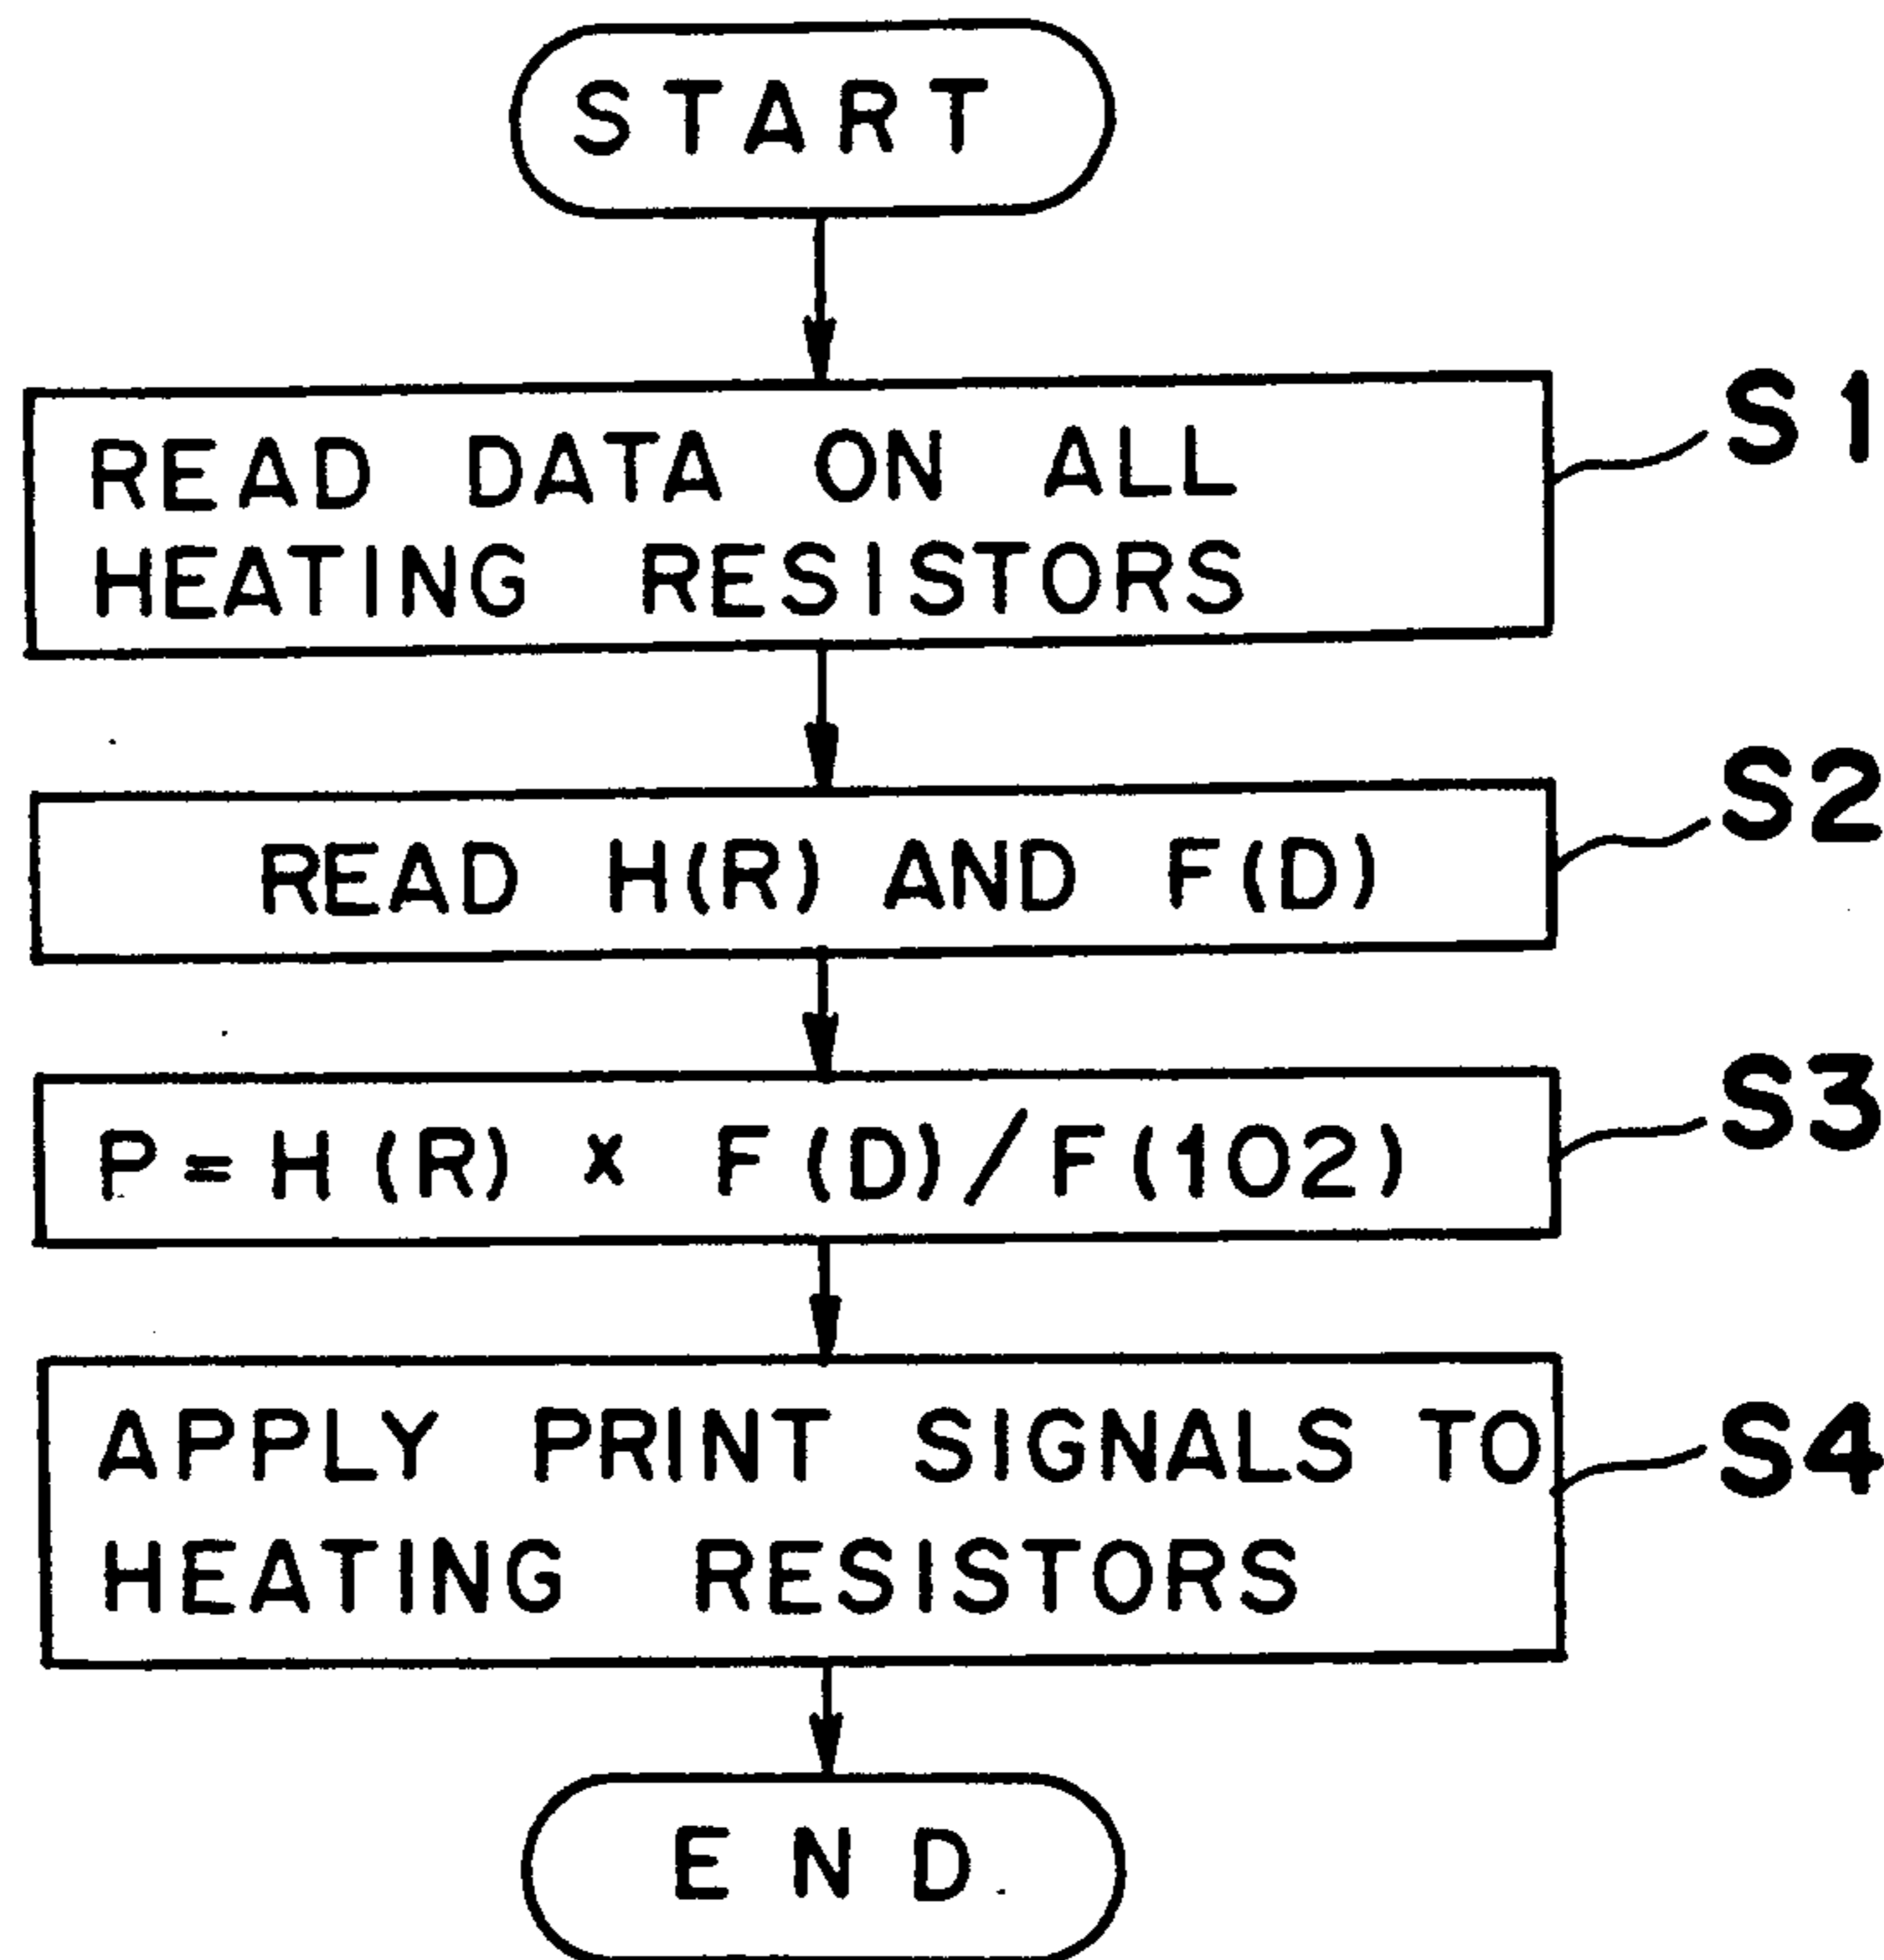 START
READ DATA ON ALL
HEATING RESISTORS
S1
READ H(R) AND F(D)
S2
P=H(R) x F(D)/F(102)
S3
APPLY PRINT SIGNALS TO
HEATING RESISTORS
S4
END